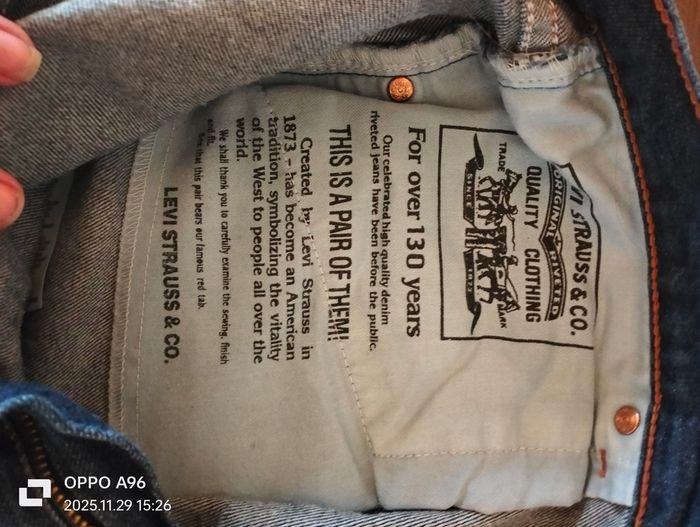 VI STRAUSS & CO.
QUALITY CLOTHING
ORIGINAL RIVETED
TRADE MARK
SINCE 1873
For over 130 years
Our celebrated high quality denim
riveted jeans have been before the public.
THIS IS A PAIR OF THEM!
Created by Levi Strauss in
1873 - has become an American
tradition, symbolizing the vitality
of the West to people all over the
world.
We shall thank you to carefully examine the sewing, finish
and fit.
See that this pair bears our famous red tab.
LEVI STRAUSS & CO.
OPPO A96
2025.11.29 15:26